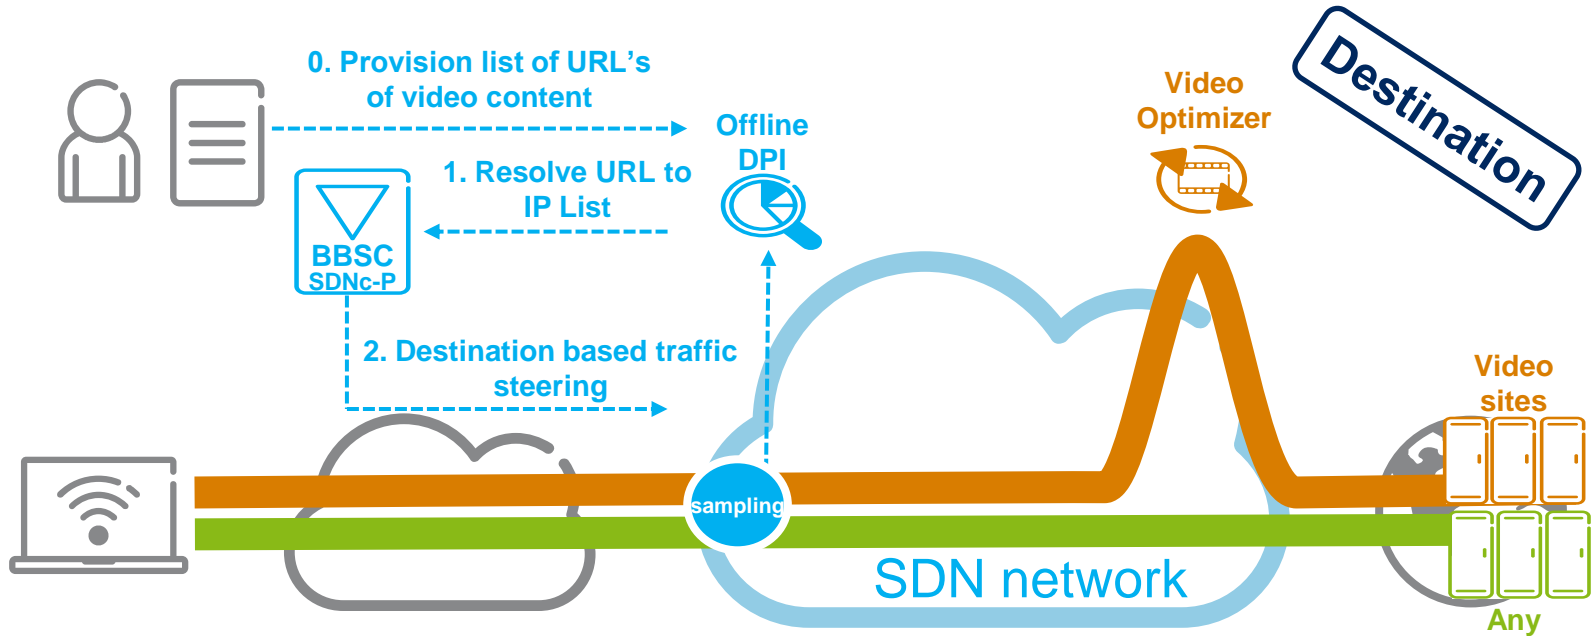 0. Provision list of URL's
of video content
Offline
DPI
1. Resolve URL to
IP List
BBSC
SDNc-P
2. Destination based traffic
steering
Video
Optimizer
Destination
Video
sites
sampling
SDN network
Any